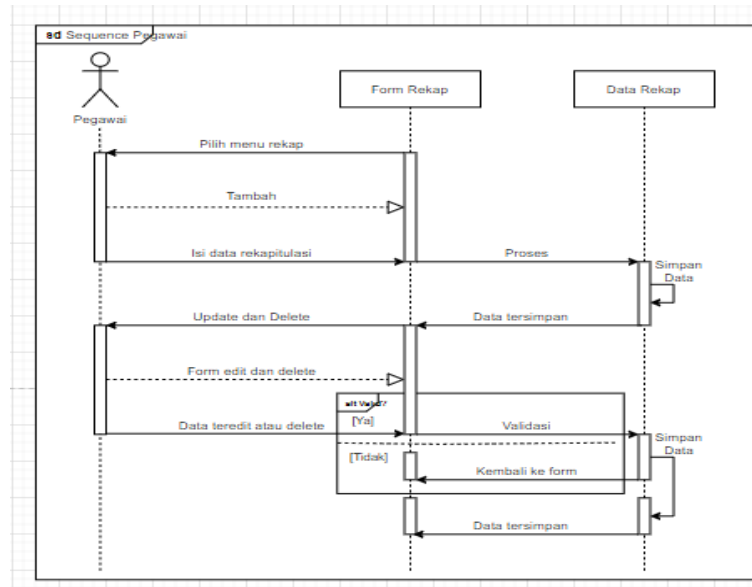 sd Sequence Pegawai
Form Rekap
Data Rekap
Pegawai
Pilih menu rekap
Tambah
Isi data rekapitulasi
Proses
Simpan
Data
Update dan Delete
Data tersimpan
Form edit dan delete
alt Valid?
[Ya]
Data teredit atau delete
Validasi
Simpan
Data
[Tidak]
Kembali ke form
Data tersimpan